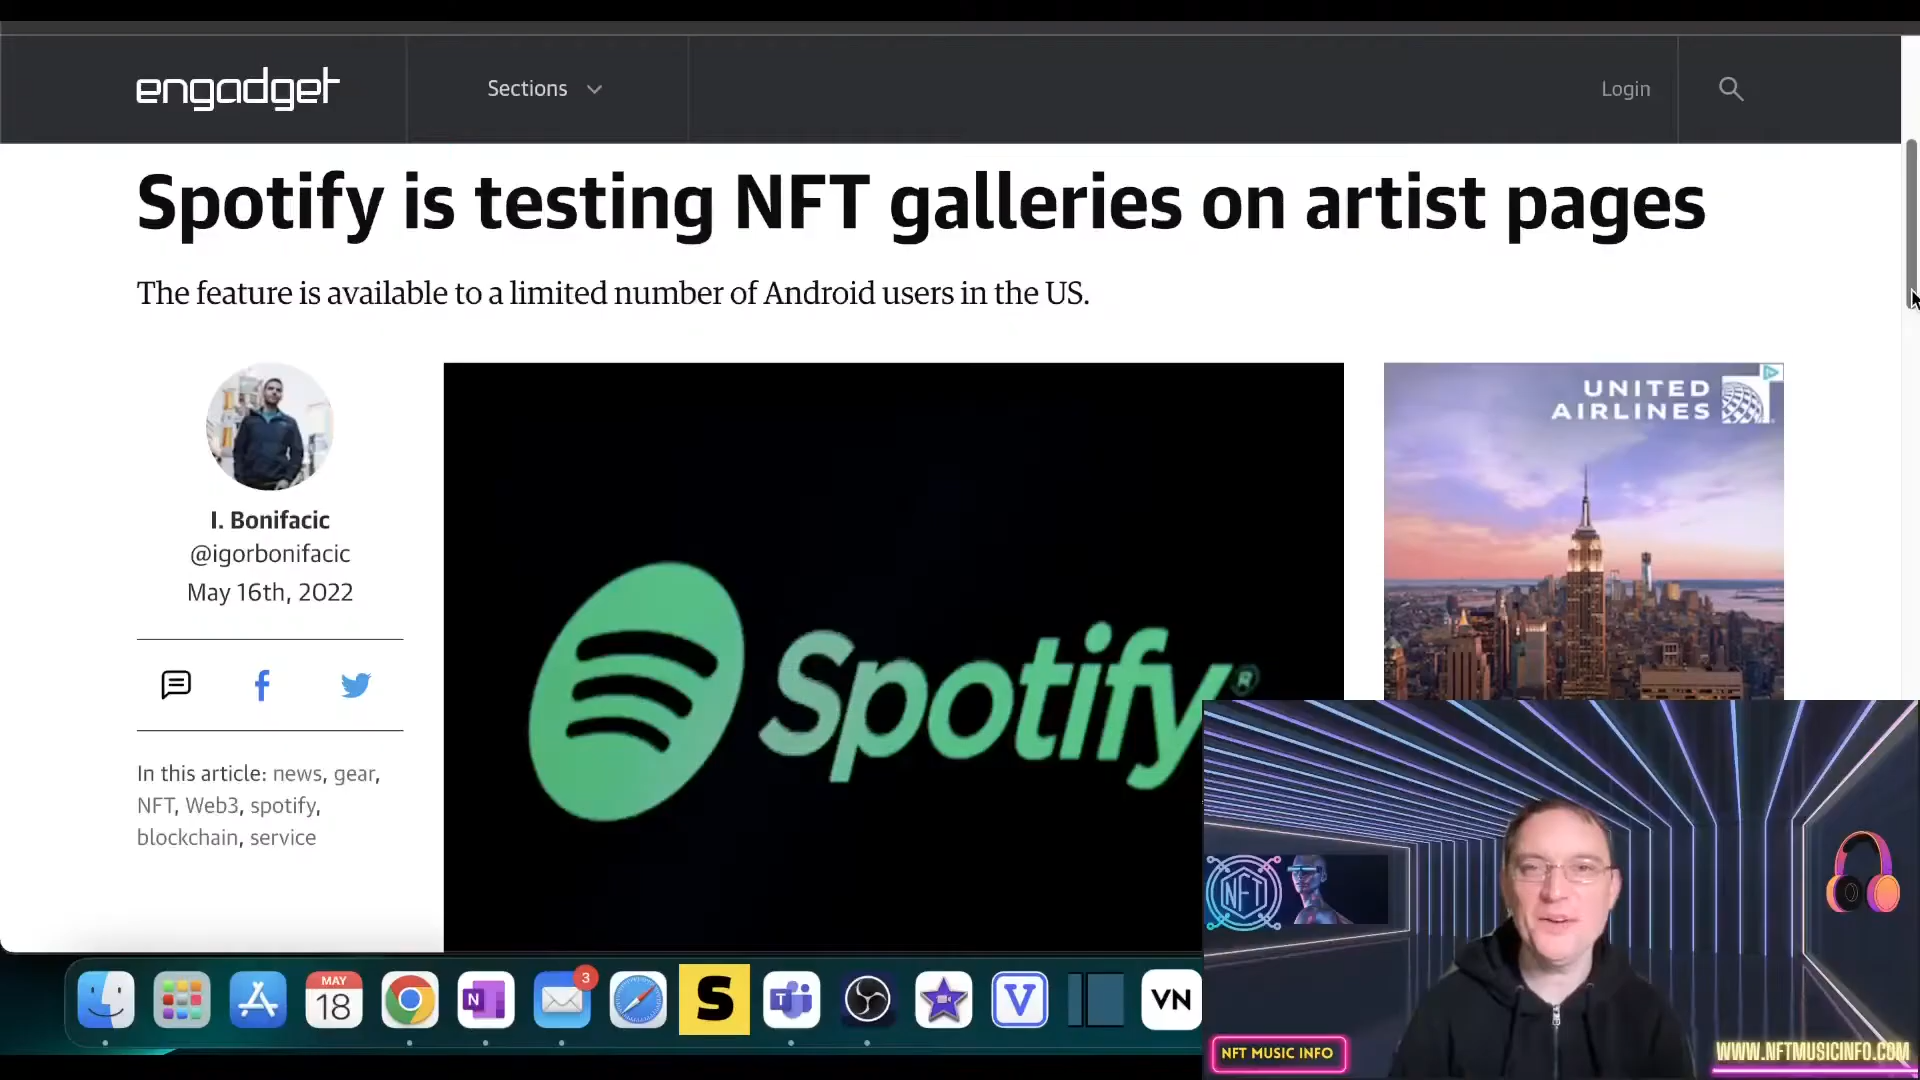 engadget
Sections
Login
Spotify is testing NFT galleries on artist pages
The feature is available to a limited number of Android users in the US.
I. Bonifacic
@igorbonifacic
May 16th, 2022
In this article: news, gear,
NFT, Web3, spotify,
blockchain, service
Spotify®
UNITED
AIRLINES
NFT
MAY
18
N
3
S
T
V
VN
NFT MUSIC INFO
WWW.NFTMUSICINFO.COM